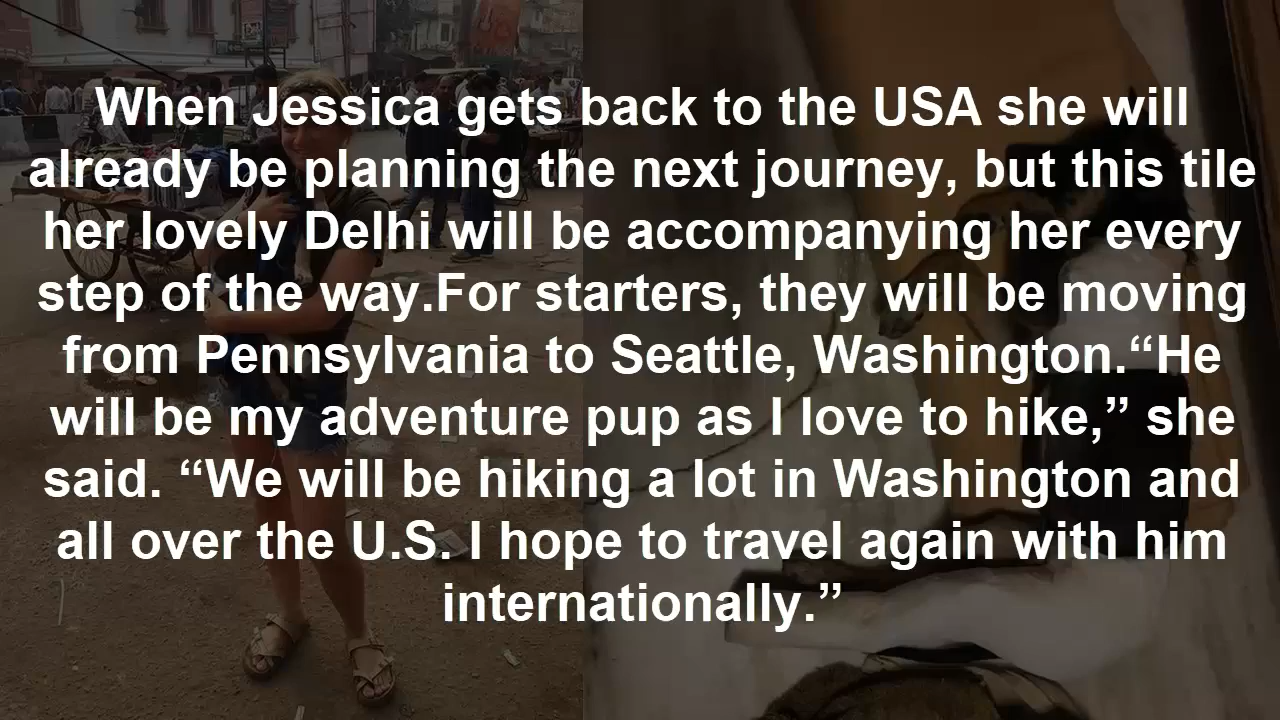 When Jessica gets back to the USA she will
already be planning the next journey, but this tile
her lovely Delhi will be accompanying her every
step of the way.For starters, they will be moving
from Pennsylvania to Seattle, Washington.“He
will be my adventure pup as I love to hike,” she
said. “We will be hiking a lot in Washington and
all over the U.S. I hope to travel again with him
internationally.”